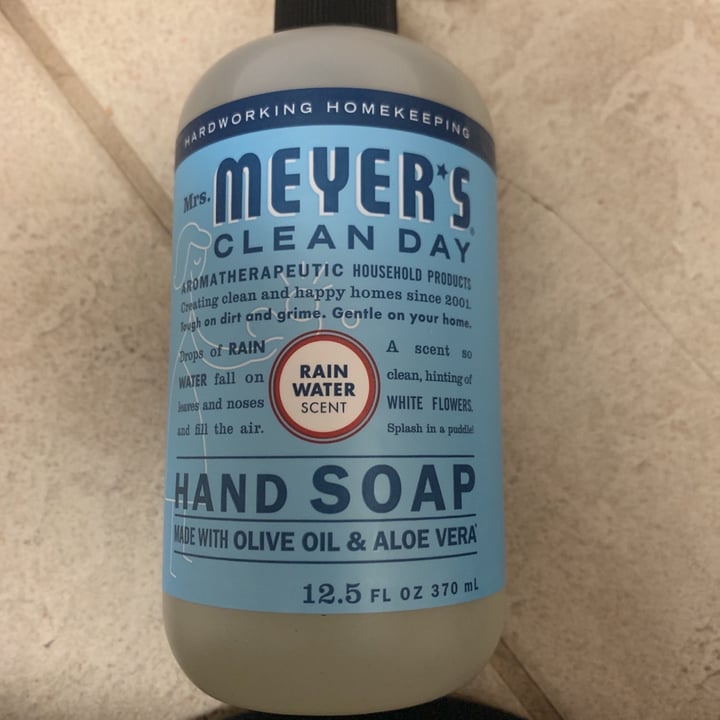 HARDWORKING HOMEKEEPING
Mrs. MEYER'S®
CLEAN DAY
AROMATHERAPEUTIC HOUSEHOLD PRODUCTS
Creating clean and happy homes since 2001.
Tough on dirt and grime. Gentle on your home.
Drops of RAIN
WATER fall on
leaves and noses
and fill the air.
RAIN
WATER
SCENT
A scent so
clean, hinting of
WHITE FLOWERS.
Splash in a puddle!
HAND SOAP
MADE WITH OLIVE OIL & ALOE VERA*
12.5 FL OZ 370 mL